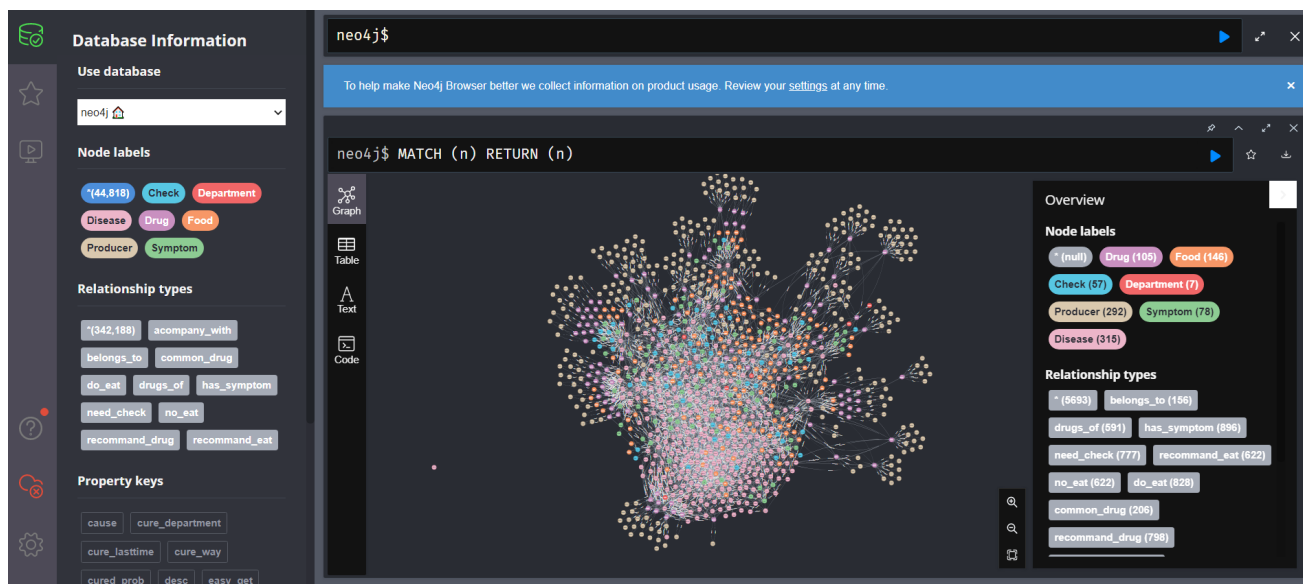 Database Information
Use database
neo4j
Node labels
*(44,818) Check Department
Disease Drug Food
Producer Symptom
Relationship types
*(342,188) acompany_with
belongs_to common_drug
do_eat drugs_of has_symptom
need_check no_eat
recommand_drug recommand_eat
Property keys
cause cure_department
cure_lasttime cure_way
cured_prob desc easy_get
neo4j$
To help make Neo4j Browser better we collect information on product usage. Review your settings at any time.
neo4j$ MATCH (n) RETURN (n)
Graph
Table
Text
Code
Overview
Node labels
* (null) Drug (105) Food (146)
Check (57) Department (7)
Producer (292) Symptom (78)
Disease (315)
Relationship types
* (5693) belongs_to (156)
drugs_of (591) has_symptom (896)
need_check (777) recommand_eat (622)
no_eat (622) do_eat (828)
common_drug (206)
recommand_drug (798)